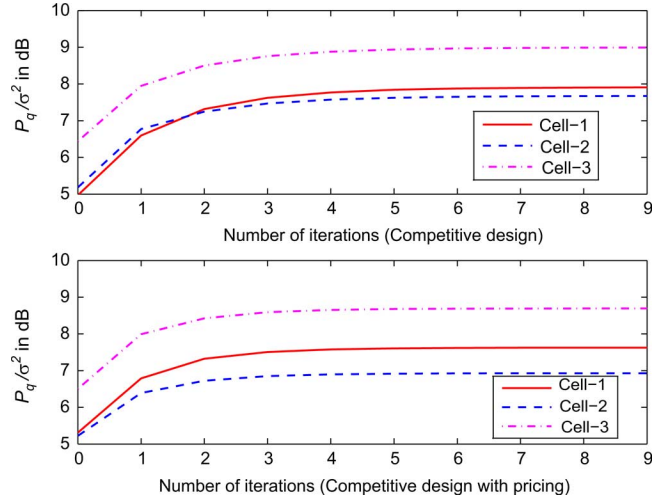 10
9
8
7
6
5
P_q/σ² in dB
Cell−1
Cell−2
Cell−3
0 1 2 3 4 5 6 7 8 9
Number of iterations (Competitive design)
10
9
8
7
6
5
P_q/σ² in dB
Cell−1
Cell−2
Cell−3
0 1 2 3 4 5 6 7 8 9
Number of iterations (Competitive design with pricing)